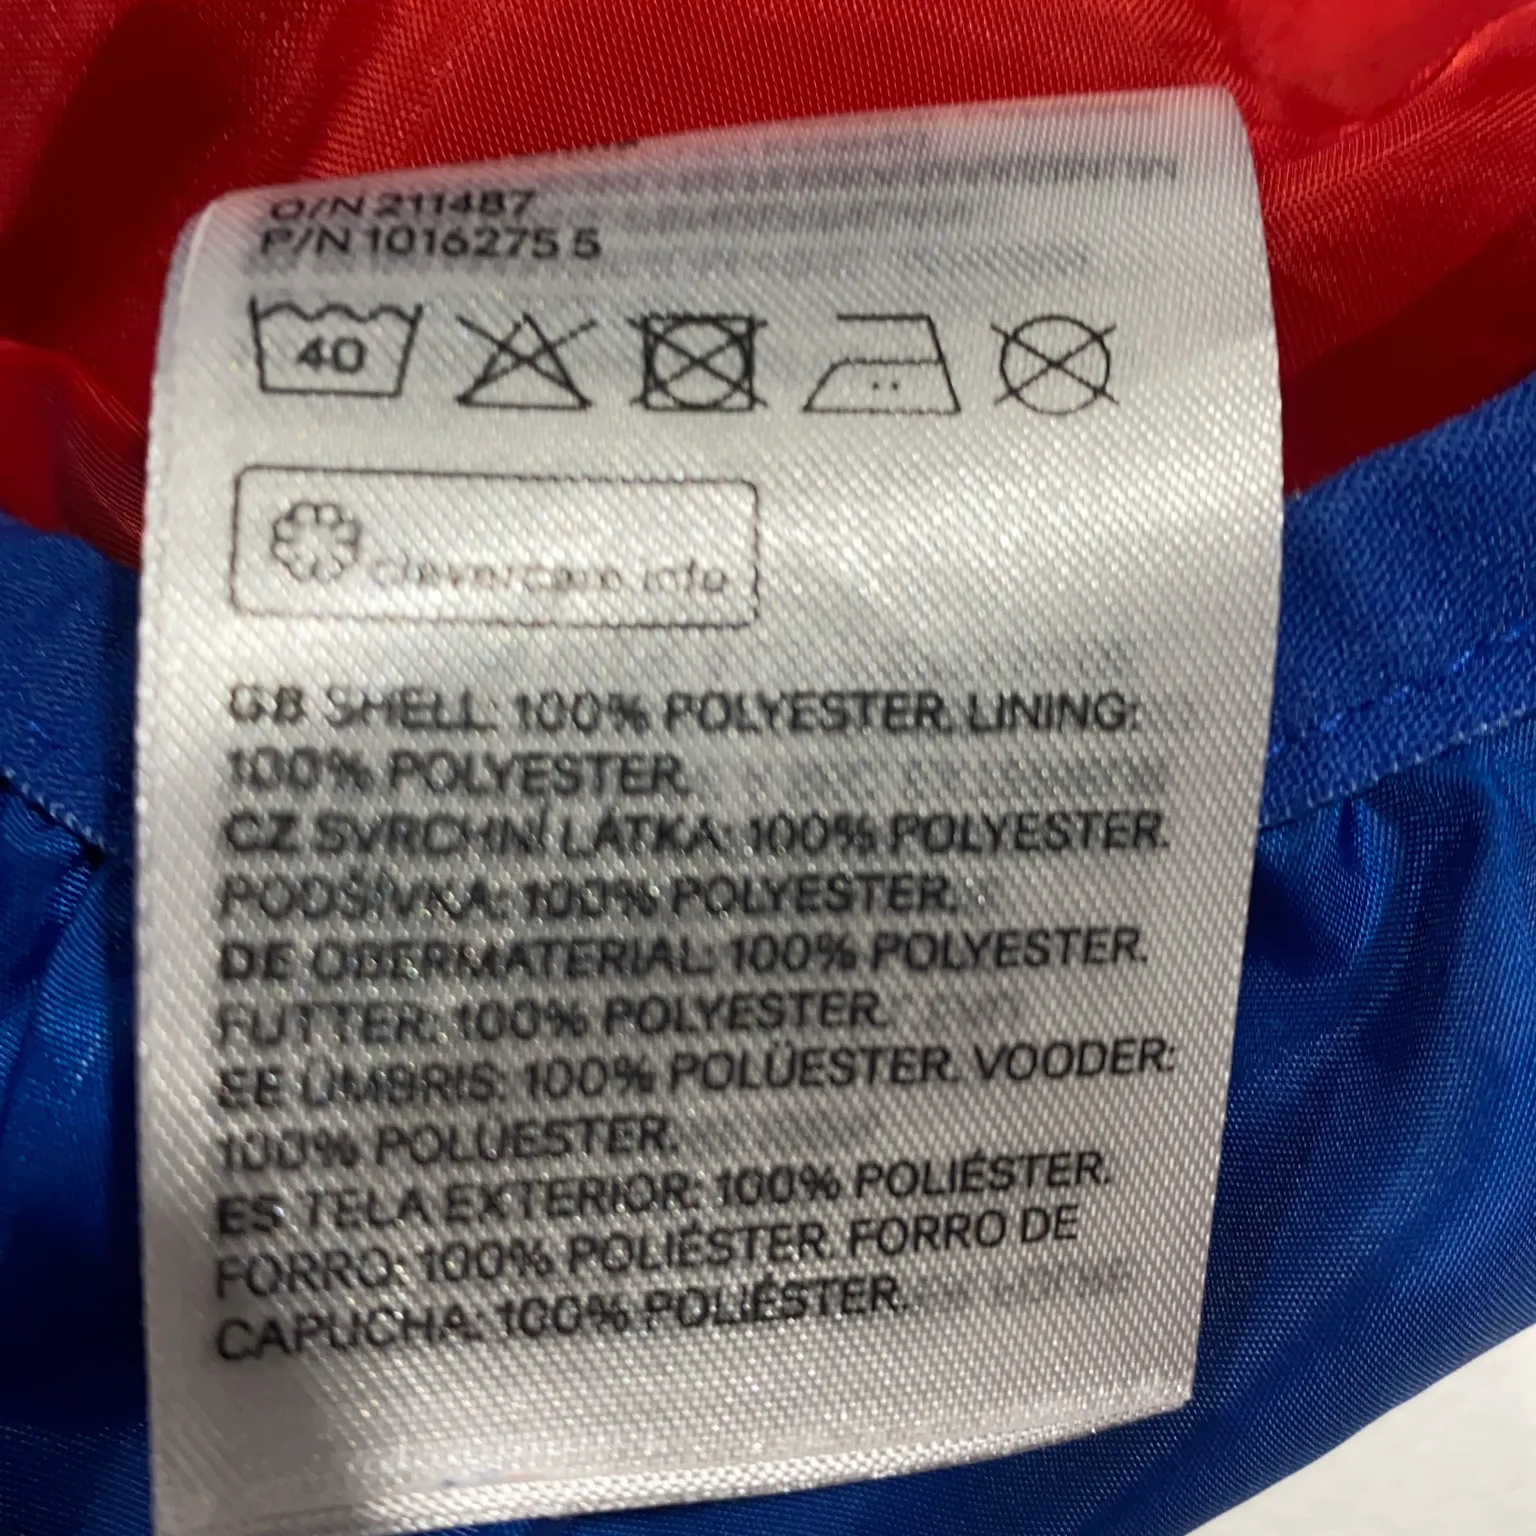 O/N 211487
P/N 10162755
40
clevercare.info
GB SHELL: 100% POLYESTER. LINING:
100% POLYESTER.
CZ SVRCHNÍ LÁTKA: 100% POLYESTER.
PODŠÍVKA: 100% POLYESTER.
DE OBERMATERIAL: 100% POLYESTER.
FUTTER: 100% POLYESTER.
EE ÜMBRIS: 100% POLÜESTER. VOODER:
100% POLÜESTER.
ES TELA EXTERIOR: 100% POLIÉSTER.
FORRO: 100% POLIÉSTER. FORRO DE
CAPUCHA: 100% POLIÉSTER.